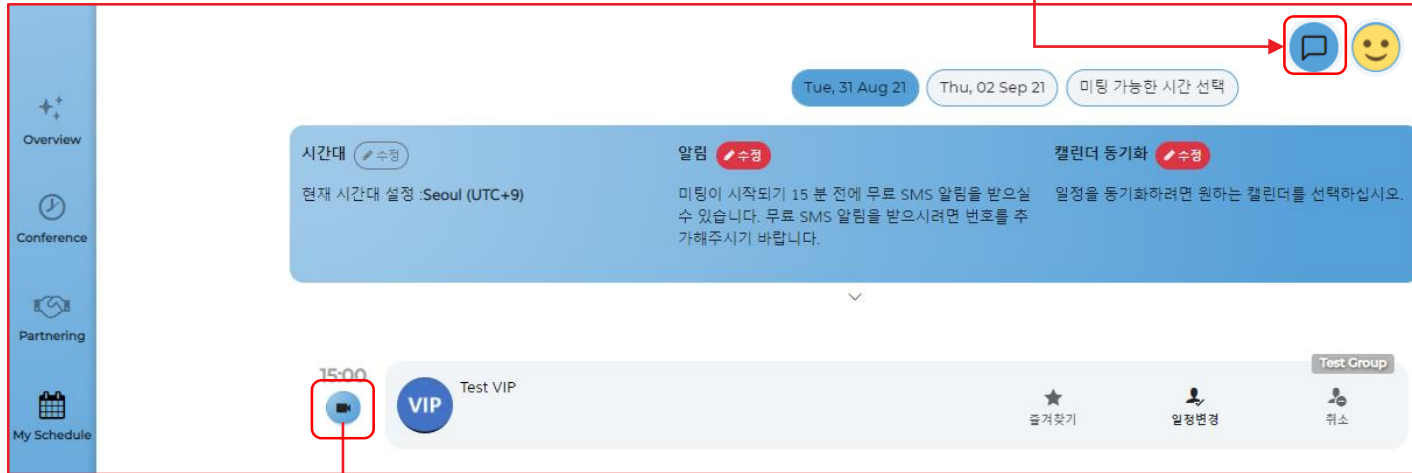 Tue, 31 Aug 21
Thu, 02 Sep 21
미팅 가능한 시간 선택
Overview
Conference
Partnering
My Schedule
시간대 수정
현재 시간대 설정 :Seoul (UTC+9)
알림 수정
미팅이 시작되기 15 분 전에 무료 SMS 알림을 받으실
수 있습니다. 무료 SMS 알림을 받으시려면 번호를 추
가해주시기 바랍니다.
캘린더 동기화 수정
일정을 동기화하려면 원하는 캘린더를 선택하십시오.
15:00
VIP
Test VIP
Test Group
즐겨찾기
일정변경
취소